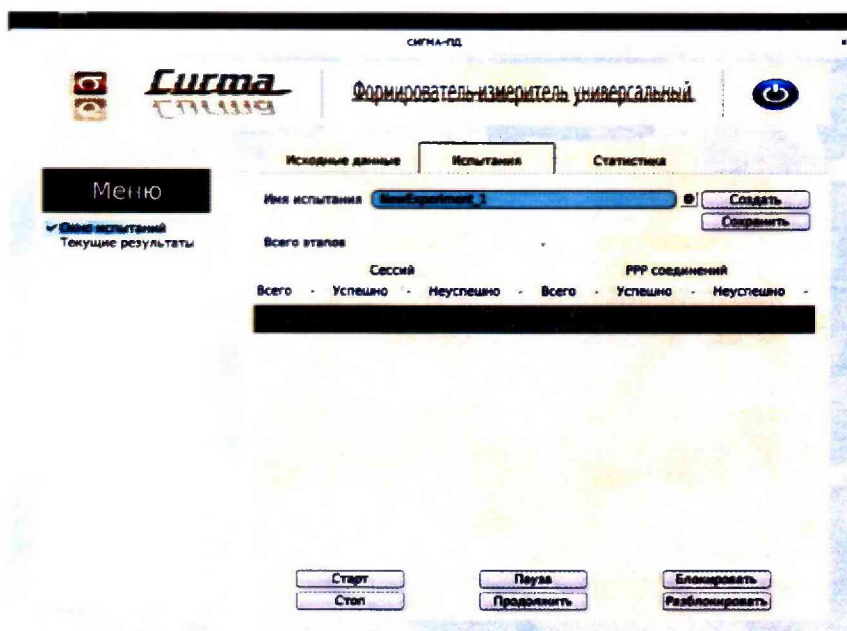 СИГМА-ПД
Сигма
Формирователь-измеритель универсальный
Исходные данные Испытания Статистика
Меню
Имя испытания NewExperiment_1 Создать
Сохранить
Окно испытаний
Текущие результаты
Всего этапов -
Сессий PPP соединений
Всего - Успешно - Неуспешно - Всего - Успешно - Неуспешно -
Старт Пауза Блокировать
Стоп Продолжить Разблокировать